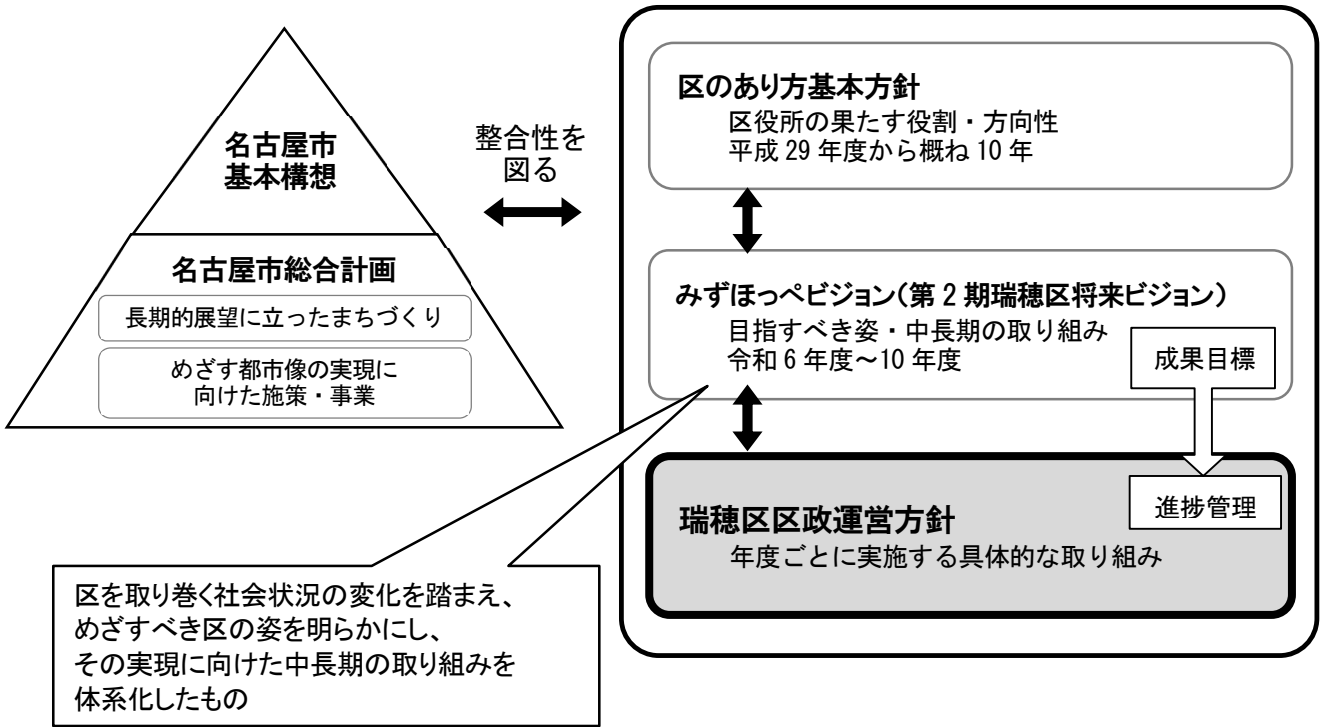 名古屋市
基本構想
名古屋市総合計画
長期的展望に立ったまちづくり
めざす都市像の実現に
向けた施策・事業
整合性を
図る
区のあり方基本方針
区役所の果たす役割・方向性
平成 29 年度から概ね 10 年
みずほっぺビジョン(第 2 期瑞穂区将来ビジョン)
目指すべき姿・中長期の取り組み
令和 6 年度～10 年度
成果目標
進捗管理
瑞穂区区政運営方針
年度ごとに実施する具体的な取り組み
区を取り巻く社会状況の変化を踏まえ、
めざすべき区の姿を明らかにし、
その実現に向けた中長期の取り組みを
体系化したもの